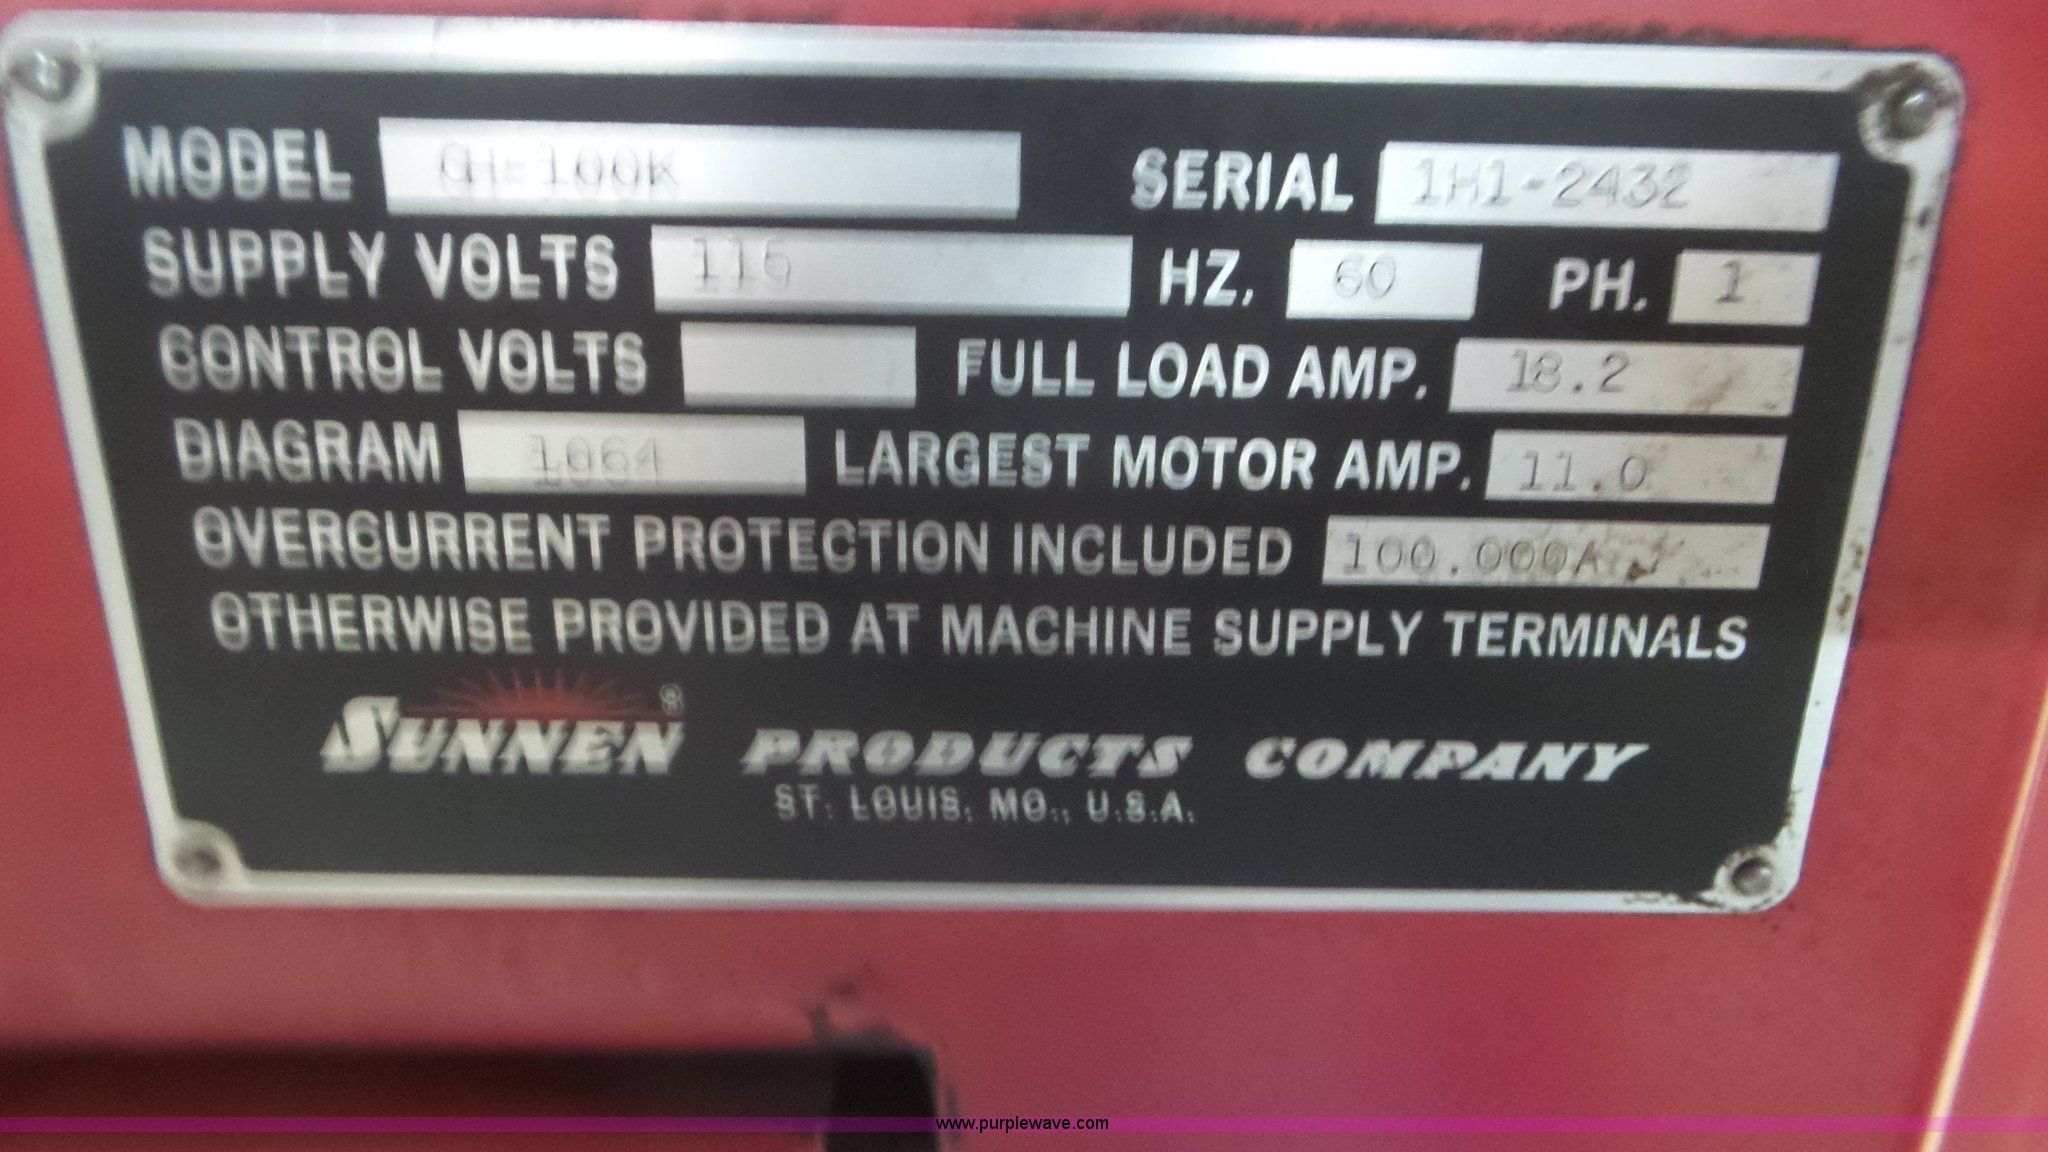 MODEL CH-100K SERIAL 1H1-2432
SUPPLY VOLTS 115 HZ. 60 PH. 1
CONTROL VOLTS FULL LOAD AMP. 18.2
DIAGRAM 1064 LARGEST MOTOR AMP. 11.0
OVERCURRENT PROTECTION INCLUDED 100.000A
OTHERWISE PROVIDED AT MACHINE SUPPLY TERMINALS
SUNNEN® PRODUCTS COMPANY
ST. LOUIS, MO., U.S.A.
www.purplewave.com